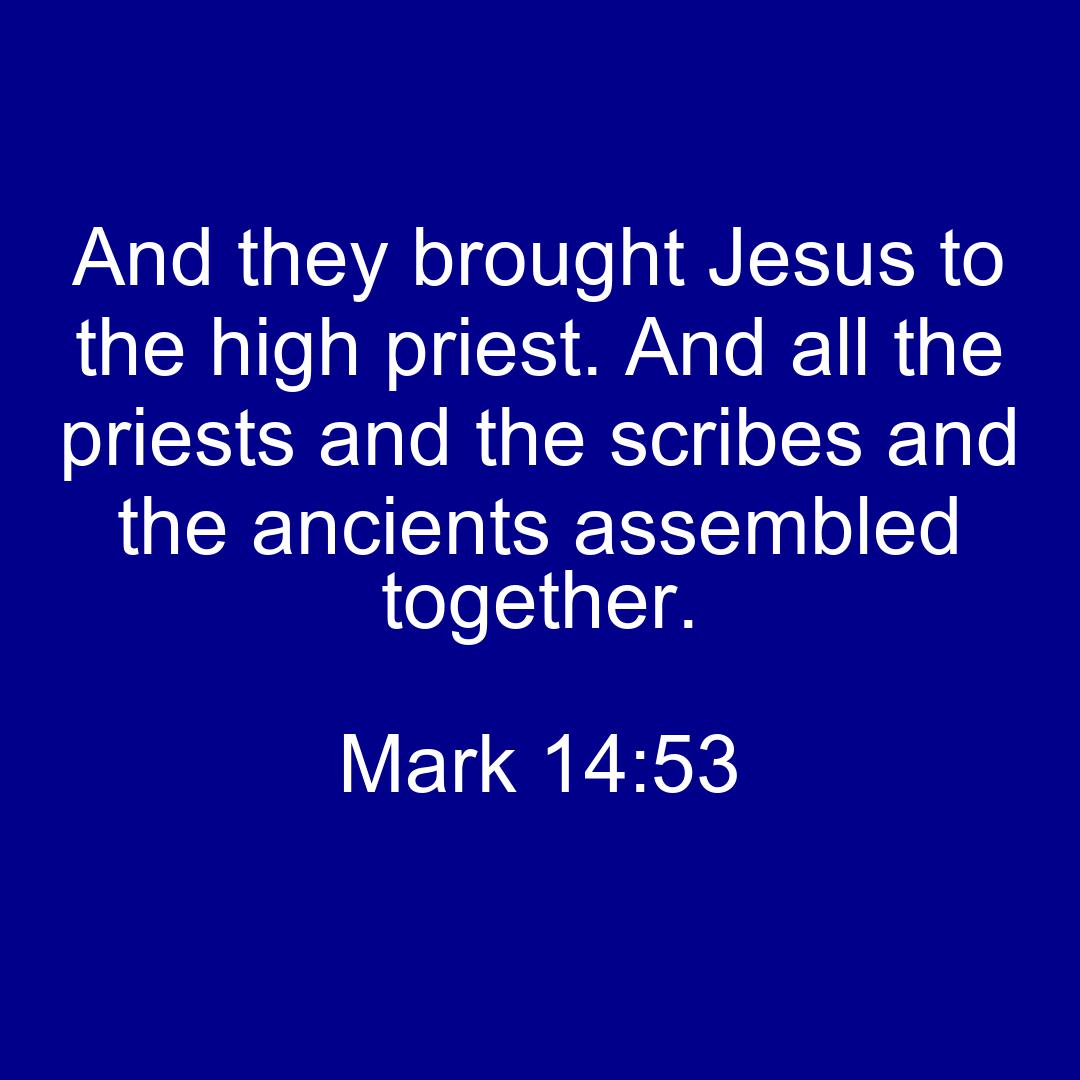 And they brought Jesus to
the high priest. And all the
priests and the scribes and
the ancients assembled
together.
Mark 14:53